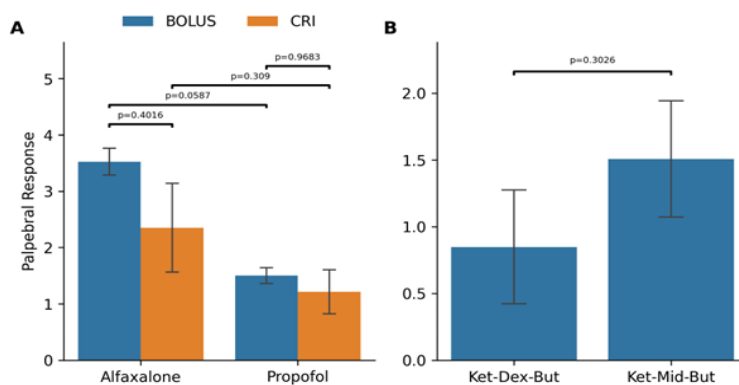 A
BOLUS
CRI
p=0.9683
p=0.309
p=0.0587
p=0.4016
Palpebral Response
5
4
3
2
1
0
Alfaxalone
Propofol
B
p=0.3026
2.0
1.5
1.0
0.5
0.0
Ket-Dex-But
Ket-Mid-But